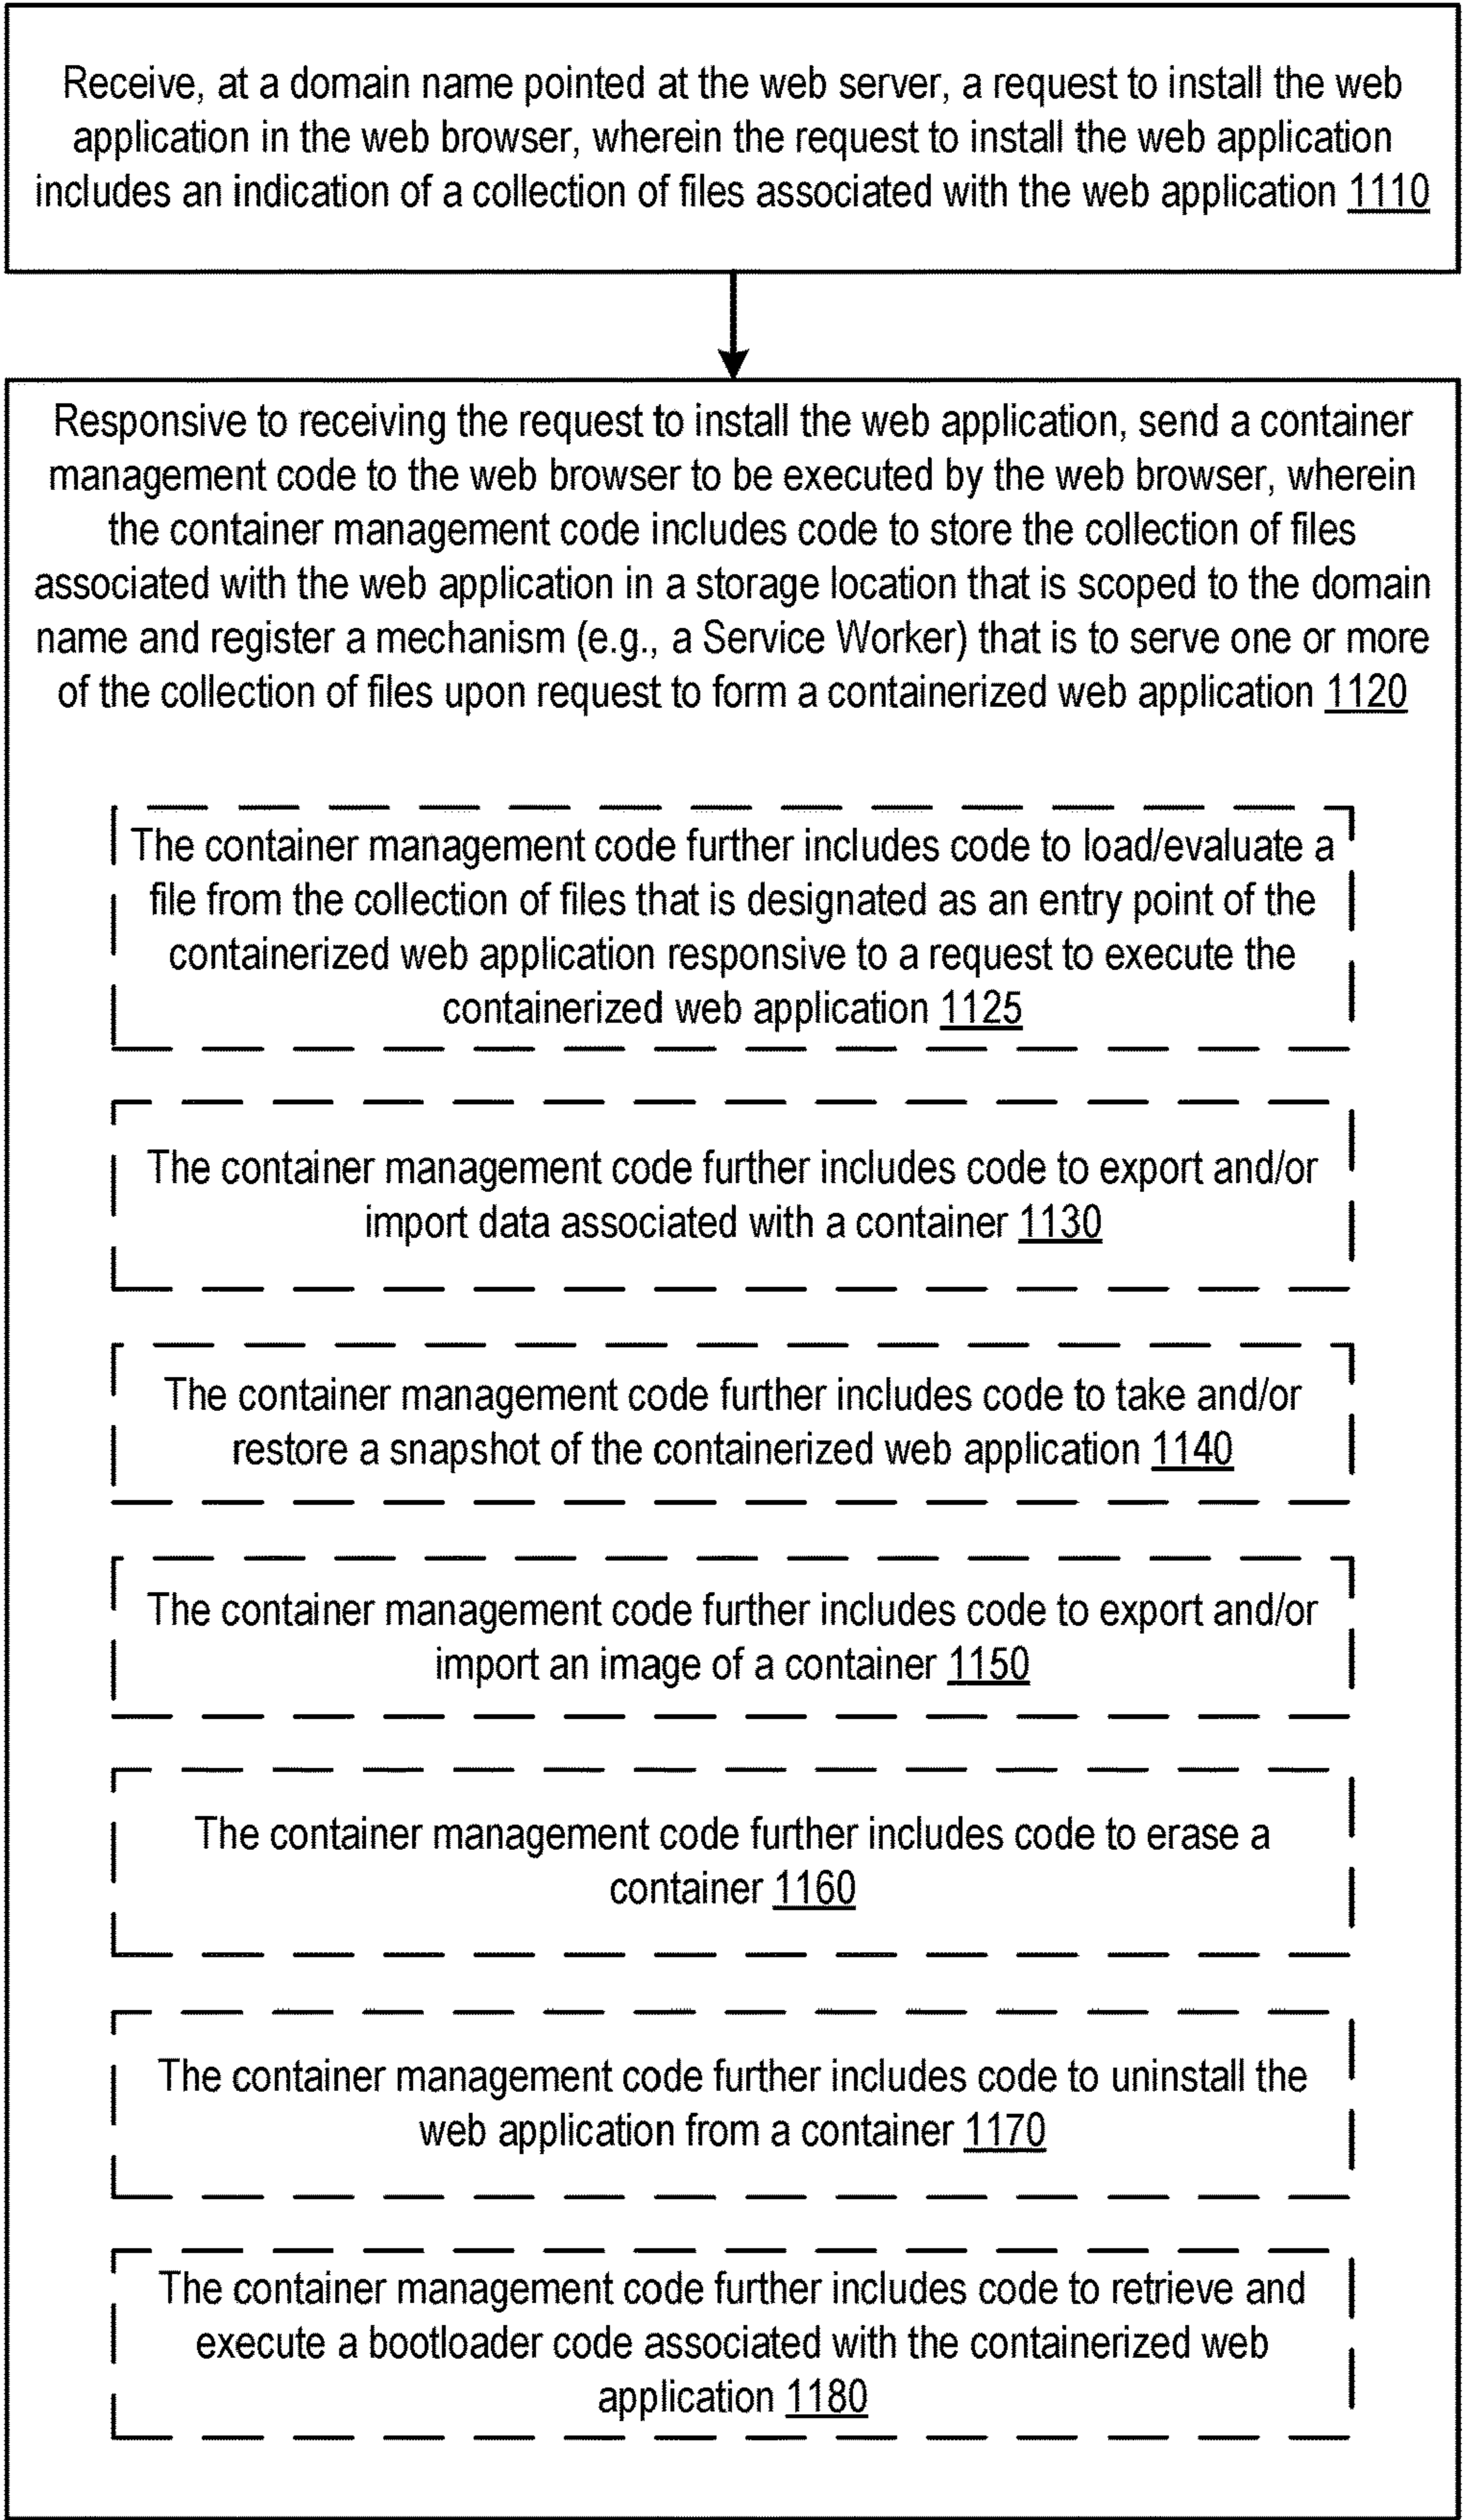 Receive, at a domain name pointed at the web server, a request to install the web
application in the web browser, wherein the request to install the web application
includes an indication of a collection of files associated with the web application 1110
Responsive to receiving the request to install the web application, send a container
management code to the web browser to be executed by the web browser, wherein
the container management code includes code to store the collection of files
associated with the web application in a storage location that is scoped to the domain
name and register a mechanism (e.g., a Service Worker) that is to serve one or more
of the collection of files upon request to form a containerized web application 1120
The container management code further includes code to load/evaluate a
file from the collection of files that is designated as an entry point of the
containerized web application responsive to a request to execute the
containerized web application 1125
The container management code further includes code to export and/or
import data associated with a container 1130
The container management code further includes code to take and/or
restore a snapshot of the containerized web application 1140
The container management code further includes code to export and/or
import an image of a container 1150
The container management code further includes code to erase a
container 1160
The container management code further includes code to uninstall the
web application from a container 1170
The container management code further includes code to retrieve and
execute a bootloader code associated with the containerized web
application 1180